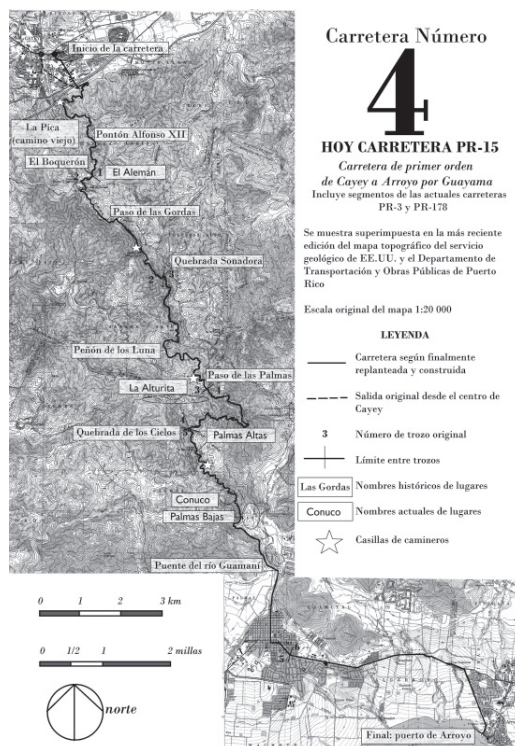 Carretera Número
4
HOY CARRETERA PR-15
Carretera de primer orden
de Cayey a Arroyo por Guayama
Incluye segmentos de las actuales carreteras
PR-3 y PR-178
Se muestra superimpuesta en la más reciente
edición del mapa topográfico del servicio
geológico de EE.UU. y el Departamento de
Transportación y Obras Públicas de Puerto
Rico
Escala original del mapa 1:20 000
LEYENDA
Carretera según finalmente
replanteada y construida
Salida original desde el centro de
Cayey
3
Número de trozo original
Límite entre trozos
Las Gordas
Nombres históricos de lugares
Conuco
Nombres actuales de lugares
Casillas de camineros
Inicio de la carretera
La Pica
(camino viejo)
Pontón Alfonso XII
El Boquerón
1
El Alemán
Paso de las Gordas
Quebrada Sonadora
2
3
Peñón de los Luna
Paso de las Palmas
La Alturita
3
4
Quebrada de los Cielos
Palmas Altas
Conuco
Palmas Bajas
Puente del río Guamaní
0 1 2 3 km
0 1/2 1 2 millas
norte
5
6
Final: puerto de Arroyo